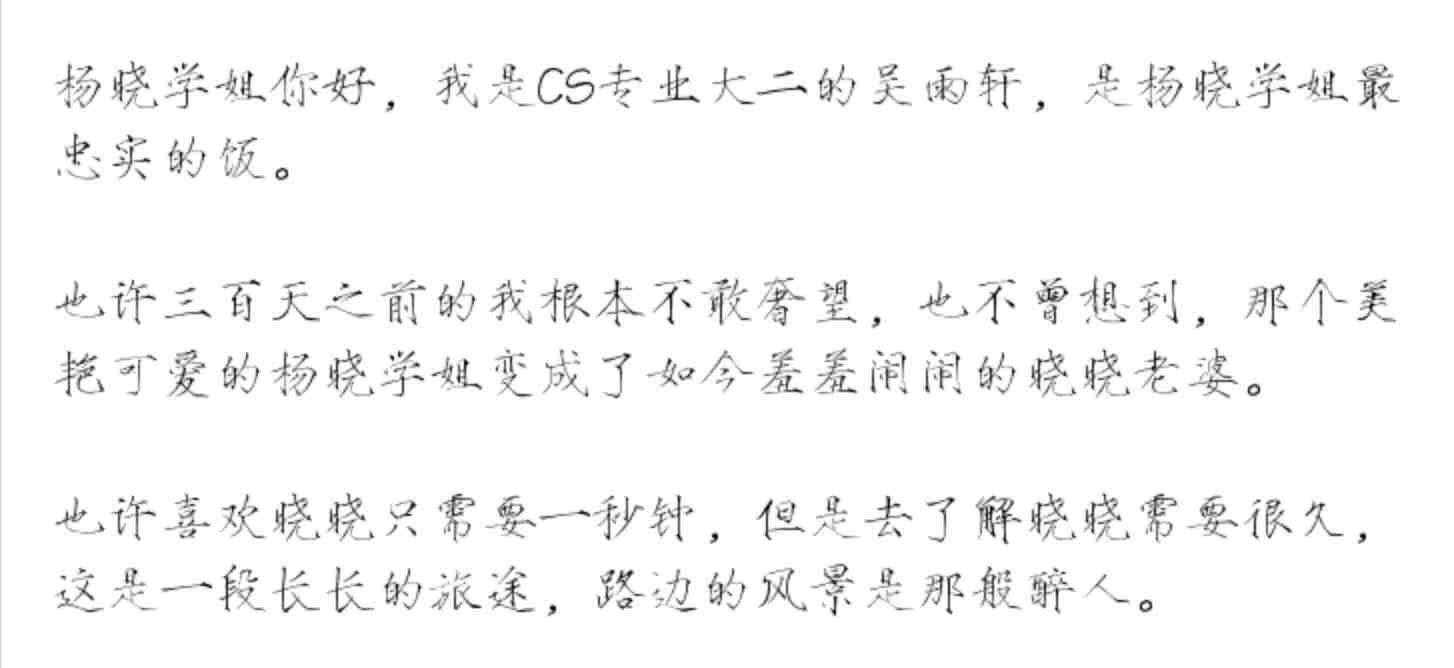 杨晓学姐你好，我是CS专业大二的吴雨轩，是杨晓学姐最
忠实的饭。
也许三百天之前的我根本不敢奢望，也不曾想到，那个美
艳可爱的杨晓学姐变成了如今羞羞闹闹的晓晓老婆。
也许喜欢晓晓只需要一秒钟，但是去了解晓晓需要很久，
这是一段长长的旅途，路边的风景是那般醉人。